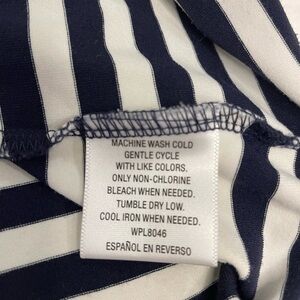 MACHINE WASH COLD
GENTLE CYCLE
WITH LIKE COLORS.
ONLY NON-CHLORINE
BLEACH WHEN NEEDED.
TUMBLE DRY LOW.
COOL IRON WHEN NEEDED.
WPL8046
ESPAÑOL EN REVERSO